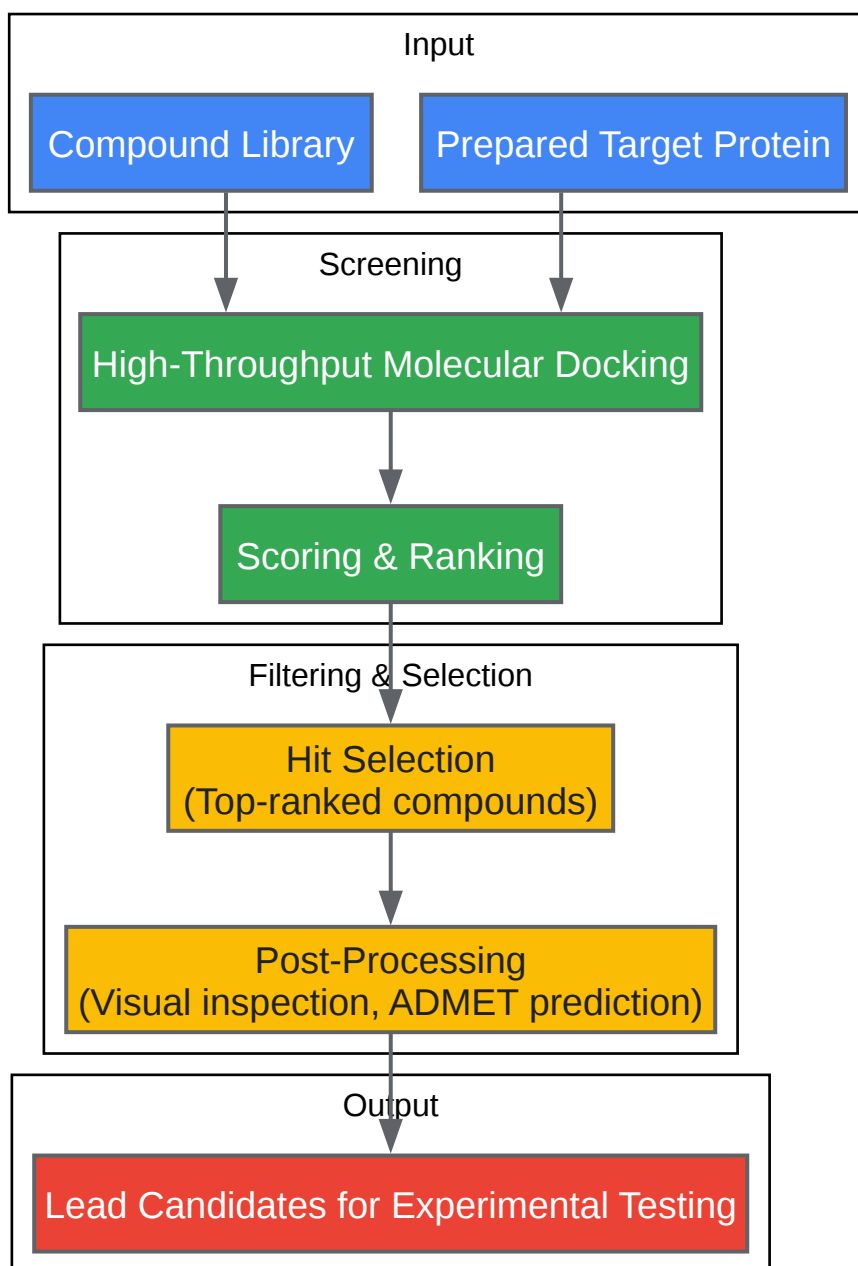 Input
Compound Library
Prepared Target Protein
Screening
High-Throughput Molecular Docking
Scoring & Ranking
Filtering & Selection
Hit Selection
(Top-ranked compounds)
Post-Processing
(Visual inspection, ADMET prediction)
Output
Lead Candidates for Experimental Testing